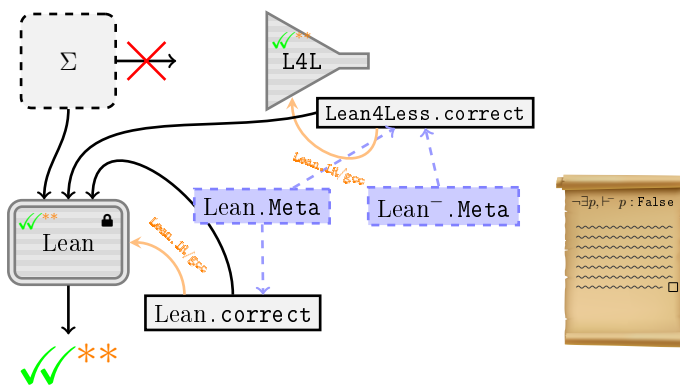 Σ
✓✓**
L4L
Lean4Less.correct
Lean.IR/gcc
Lean.Meta
Lean⁻.Meta
¬∃p, ⊢⁻ p : False
✓✓**
Lean
Lean.IR/gcc
Lean.correct
✓✓**